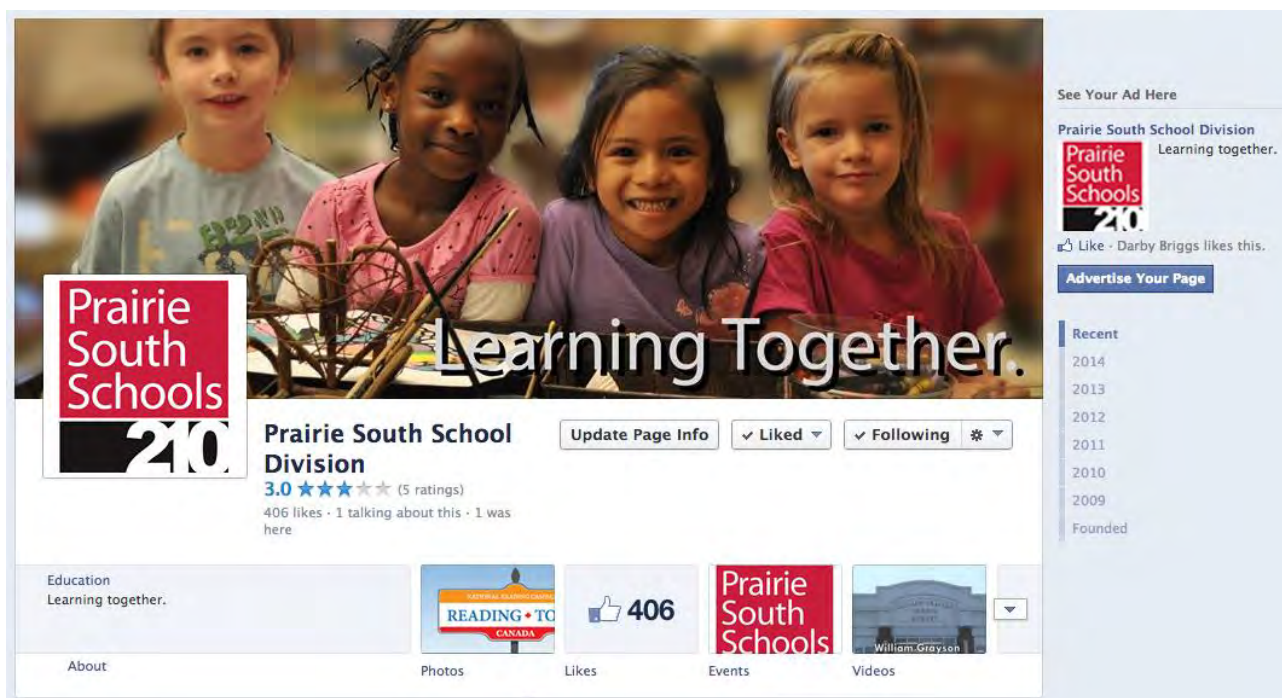 Learning Together.
Prairie
South
Schools
210
Prairie South School
Division
3.0 (5 ratings)
406 likes · 1 talking about this · 1 was
here
Update Page Info
Liked
Following
Education
Learning together.
About
READING TO
CANADA
Photos
406
Likes
Prairie
South
Schools
Events
William Grayson
Videos
See Your Ad Here
Prairie South School Division
Learning together.
Prairie
South
Schools
210
Like · Darby Briggs likes this.
Advertise Your Page
Recent
2014
2013
2012
2011
2010
2009
Founded